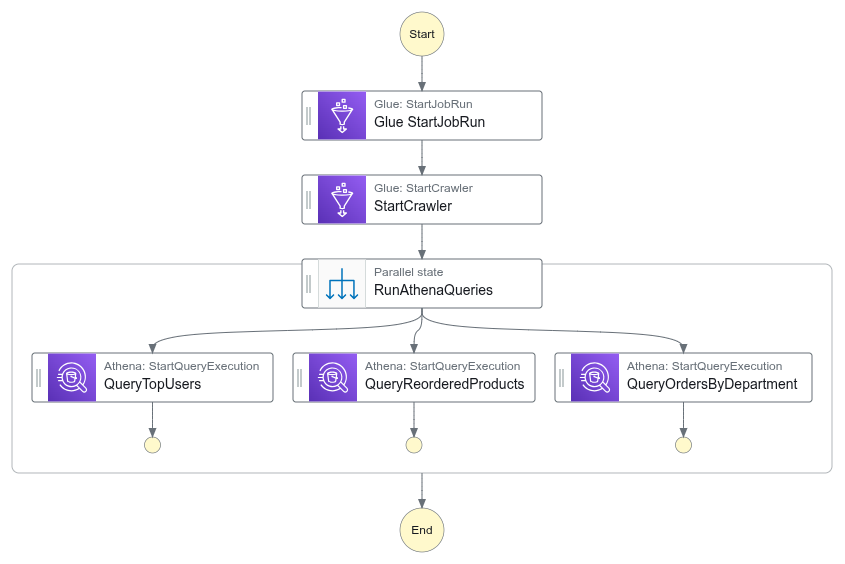 Start
Glue: StartJobRun
Glue StartJobRun
Glue: StartCrawler
StartCrawler
Parallel state
RunAthenaQueries
Athena: StartQueryExecution
QueryTopUsers
Athena: StartQueryExecution
QueryReorderedProducts
Athena: StartQueryExecution
QueryOrdersByDepartment
End